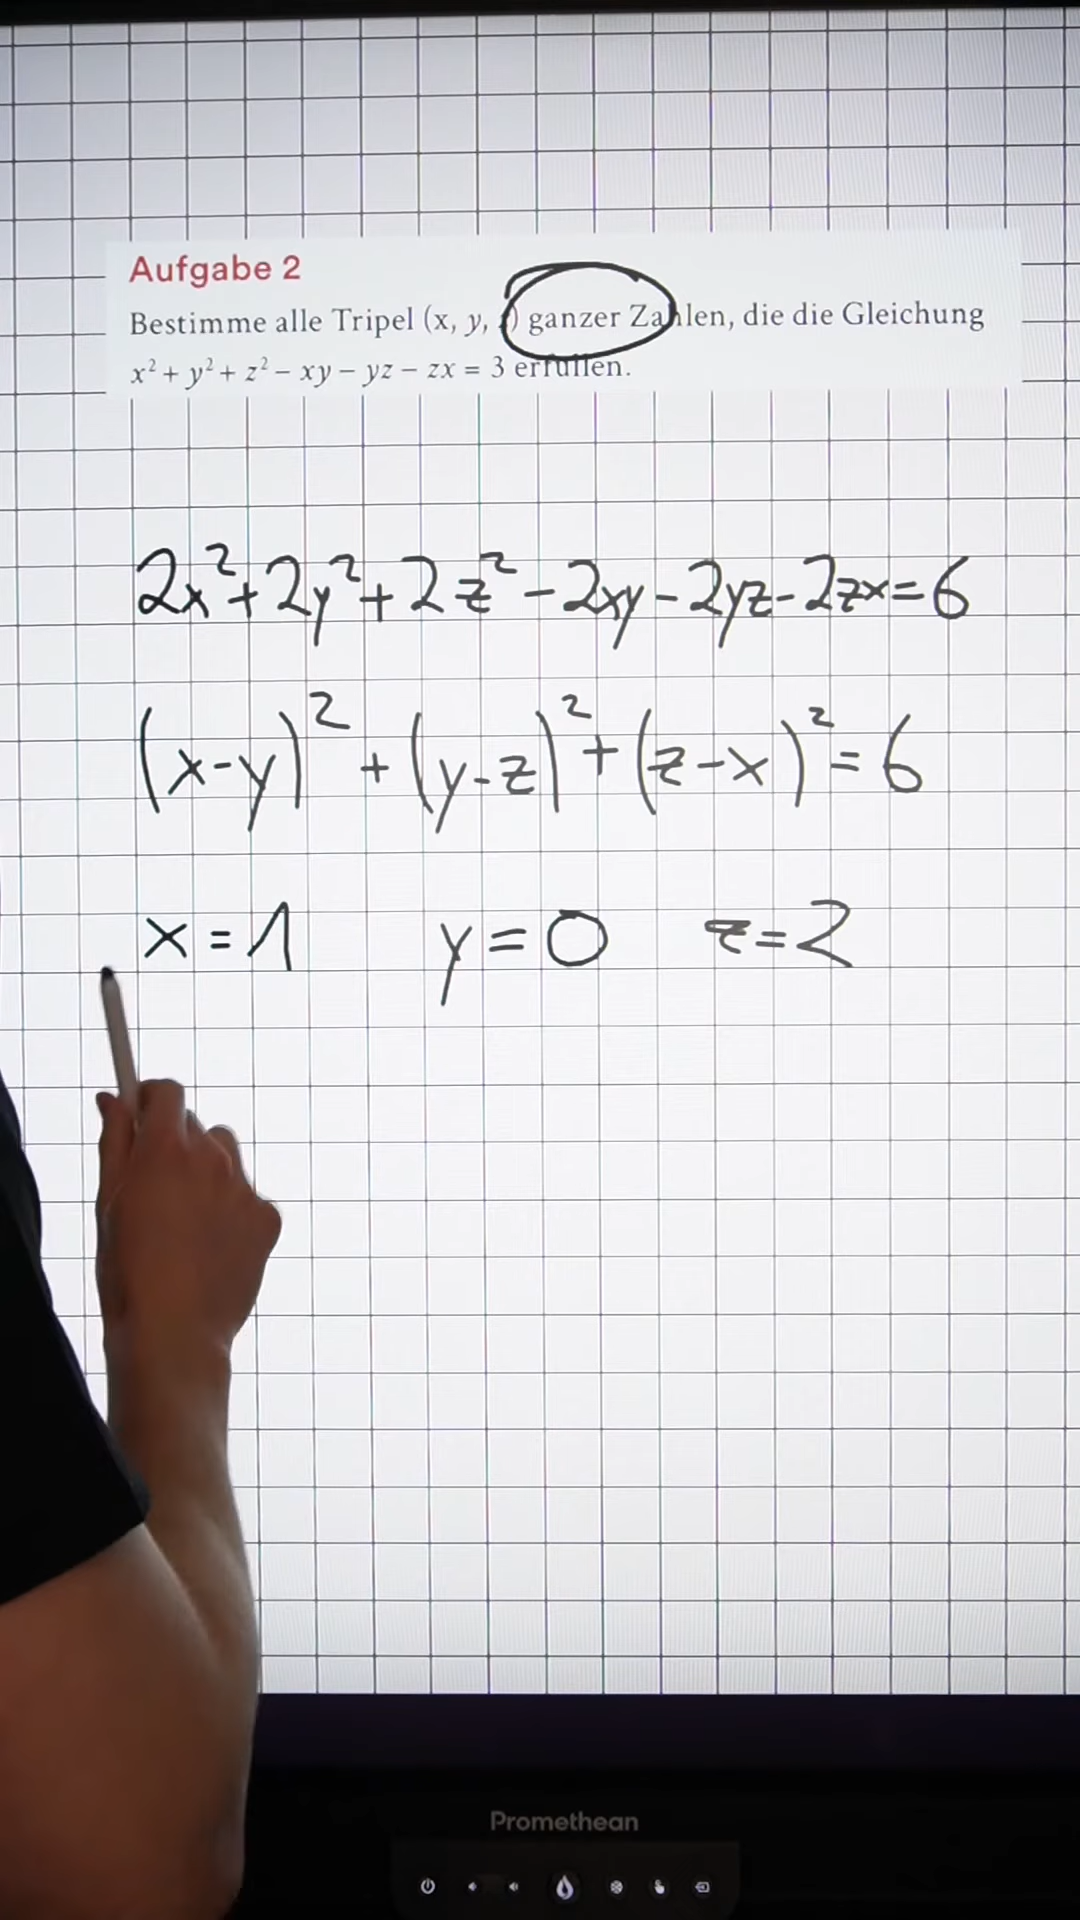 Aufgabe 2
Bestimme alle Tripel (x, y, ) ganzer Zahlen, die die Gleichung
x² + y² + z² − xy − yz − zx = 3 erfüllen.
2x² + 2y² + 2z² − 2xy − 2yz − 2zx = 6
(x−y)² + (y−z)² + (z−x)² = 6
x = 1 y = 0 z = 2
Promethean